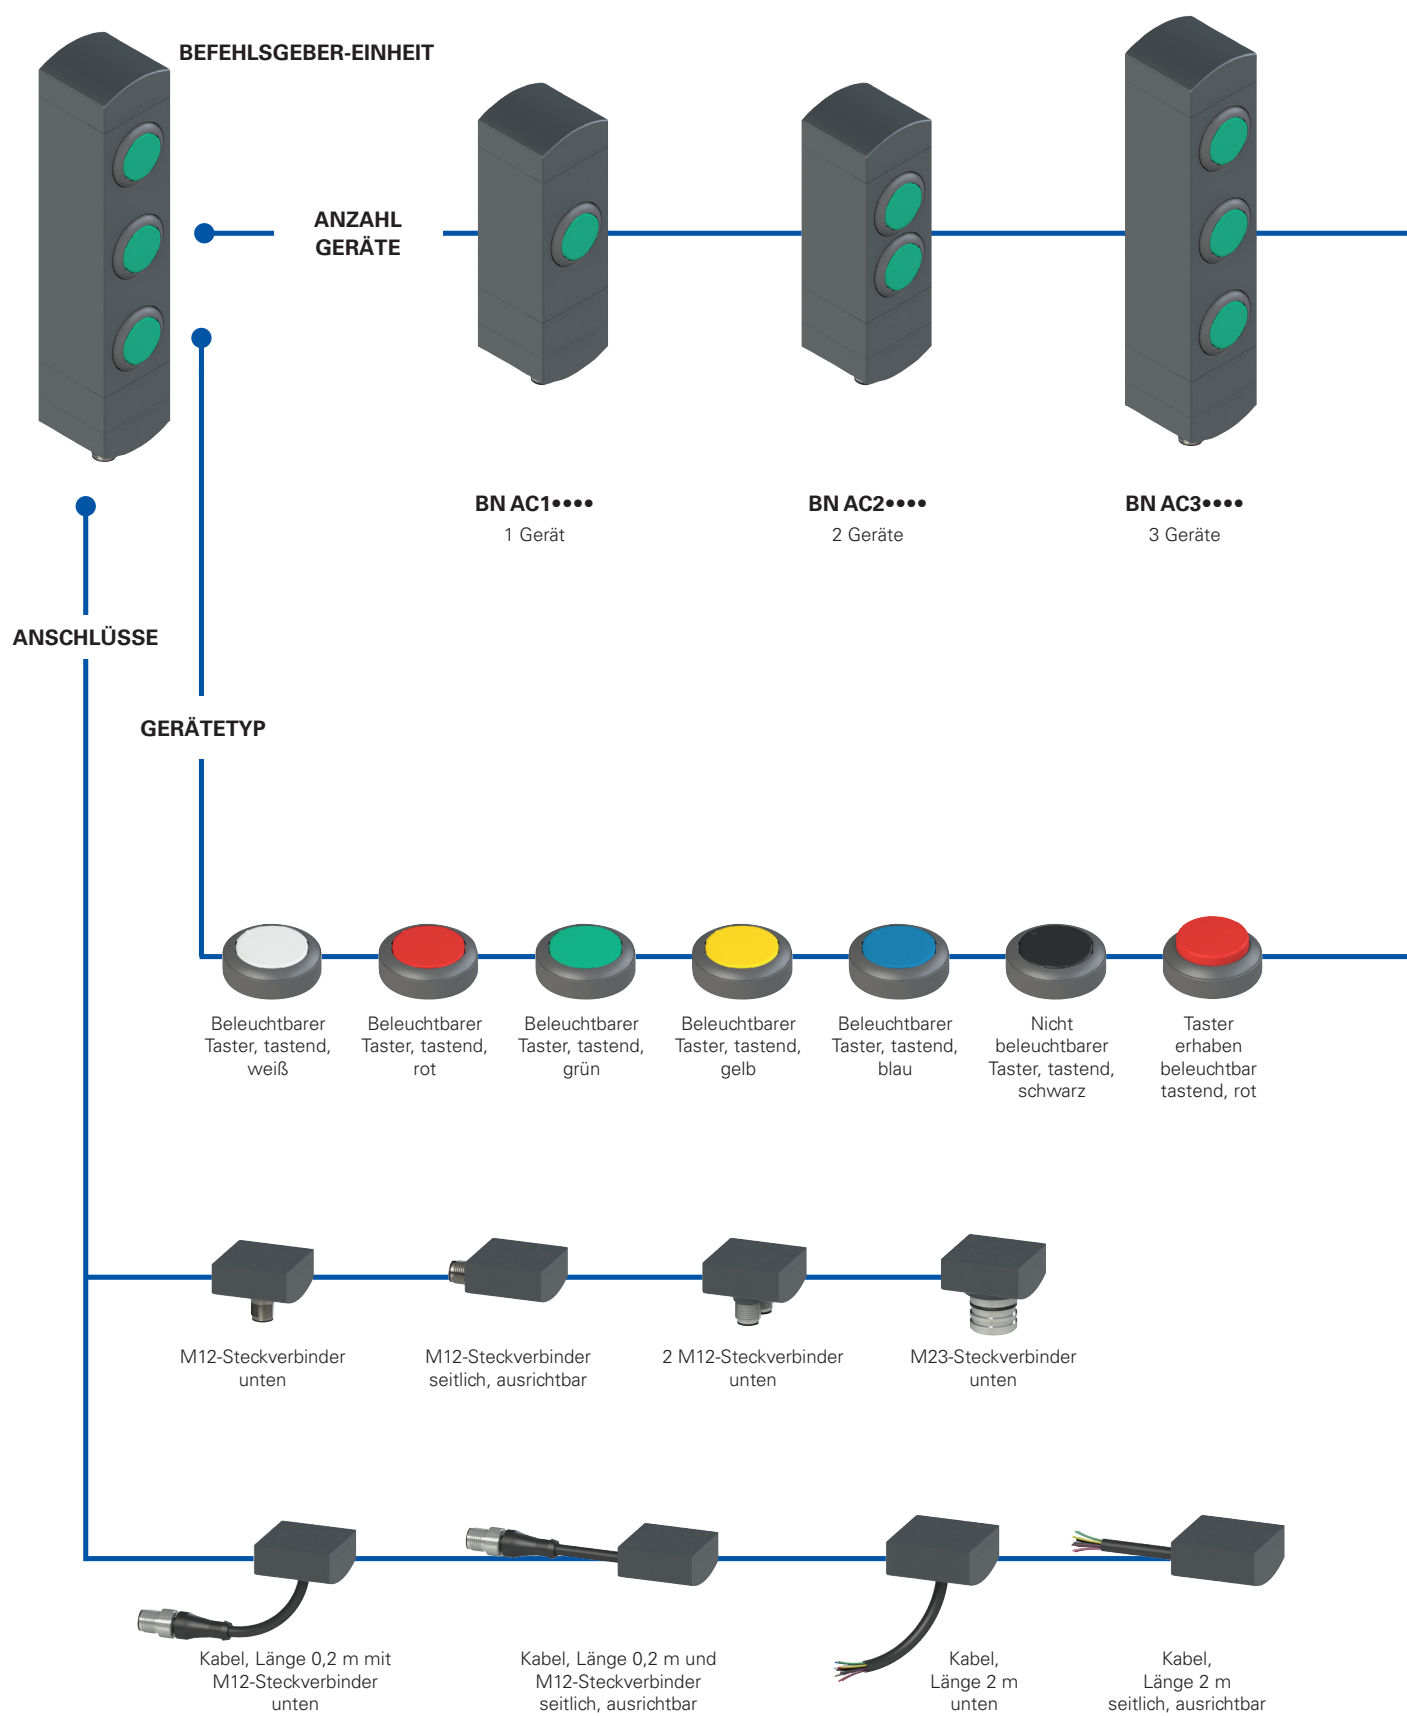 BEFEHLSGEBER-EINHEIT
ANZAHL
GERÄTE
BN AC1••••
1 Gerät
BN AC2••••
2 Geräte
BN AC3••••
3 Geräte
ANSCHLÜSSE
GERÄTETYP
Beleuchtbarer
Taster, tastend,
weiß
Beleuchtbarer
Taster, tastend,
rot
Beleuchtbarer
Taster, tastend,
grün
Beleuchtbarer
Taster, tastend,
gelb
Beleuchtbarer
Taster, tastend,
blau
Nicht
beleuchtbarer
Taster, tastend,
schwarz
Taster
erhaben
beleuchtbar
tastend, rot
M12-Steckverbinder
unten
M12-Steckverbinder
seitlich, ausrichtbar
2 M12-Steckverbinder
unten
M23-Steckverbinder
unten
Kabel, Länge 0,2 m mit
M12-Steckverbinder
unten
Kabel, Länge 0,2 m und
M12-Steckverbinder
seitlich, ausrichtbar
Kabel,
Länge 2 m
unten
Kabel,
Länge 2 m
seitlich, ausrichtbar